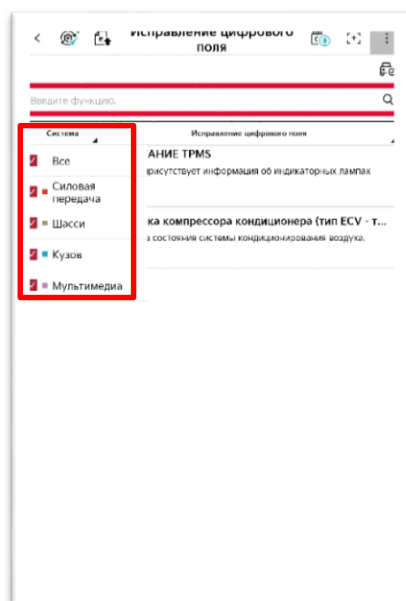 Исправление цифрового
поля
Введите функцию.
Система
Исправление цифрового поля
Все
АНИЕ TPMS
присутствует информация об индикаторных лампах
Силовая
передача
Шасси
ка компрессора кондиционера (тип ECV - т...
состояния системы кондиционирования воздуха.
Кузов
Мультимедиа